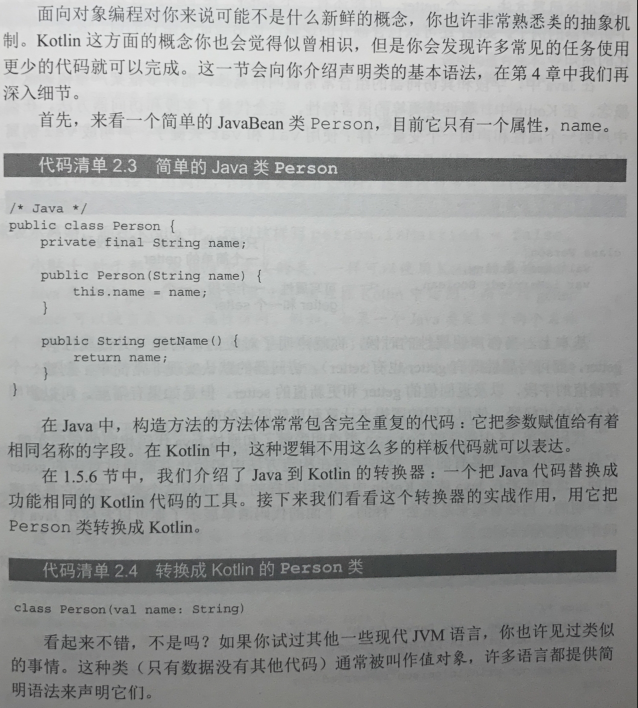 面向对象编程对你来说可能不是什么新鲜的概念，你也许非常熟悉类的抽象机
制。Kotlin 这方面的概念你也会觉得似曾相识，但是你会发现许多常见的任务使用
更少的代码就可以完成。这一节会向你介绍声明类的基本语法，在第 4 章中我们再
深入细节。
首先，来看一个简单的 JavaBean 类 Person，目前它只有一个属性，name。
代码清单 2.3 简单的 Java 类 Person
/* Java */
public class Person {
    private final String name;
    public Person(String name) {
        this.name = name;
    }
    public String getName() {
        return name;
    }
}
在 Java 中，构造方法的方法体常常包含完全重复的代码：它把参数赋值给有着
相同名称的字段。在 Kotlin 中，这种逻辑不用这么多的样板代码就可以表达。
在 1.5.6 节中，我们介绍了 Java 到 Kotlin 的转换器：一个把 Java 代码替换成
功能相同的 Kotlin 代码的工具。接下来我们看看这个转换器的实战作用，用它把
Person 类转换成 Kotlin。
代码清单 2.4 转换成 Kotlin 的 Person 类
class Person(val name: String)
看起来不错，不是吗？如果你试过其他一些现代 JVM 语言，你也许见过类似
的事情。这种类（只有数据没有其他代码）通常被叫作值对象，许多语言都提供简
明语法来声明它们。